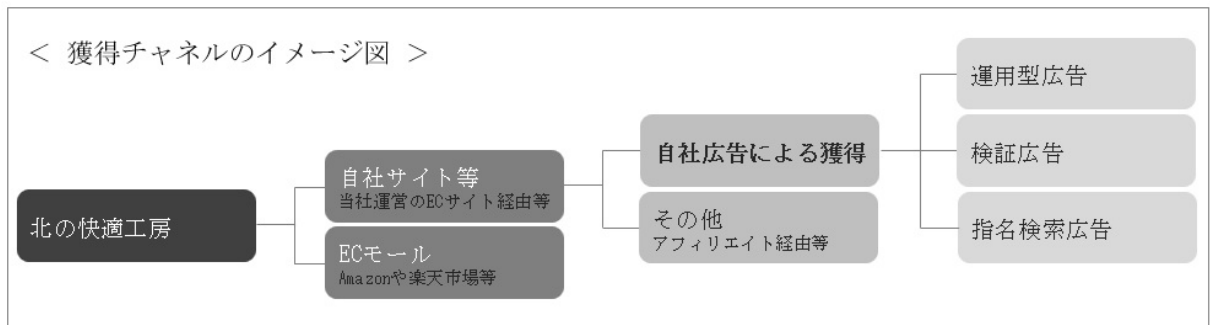 < 獲得チャネルのイメージ図 >
北の快適工房
自社サイト等
当社運営のECサイト経由等
ECモール
Amazonや楽天市場等
自社広告による獲得
その他
アフィリエイト経由等
運用型広告
検証広告
指名検索広告